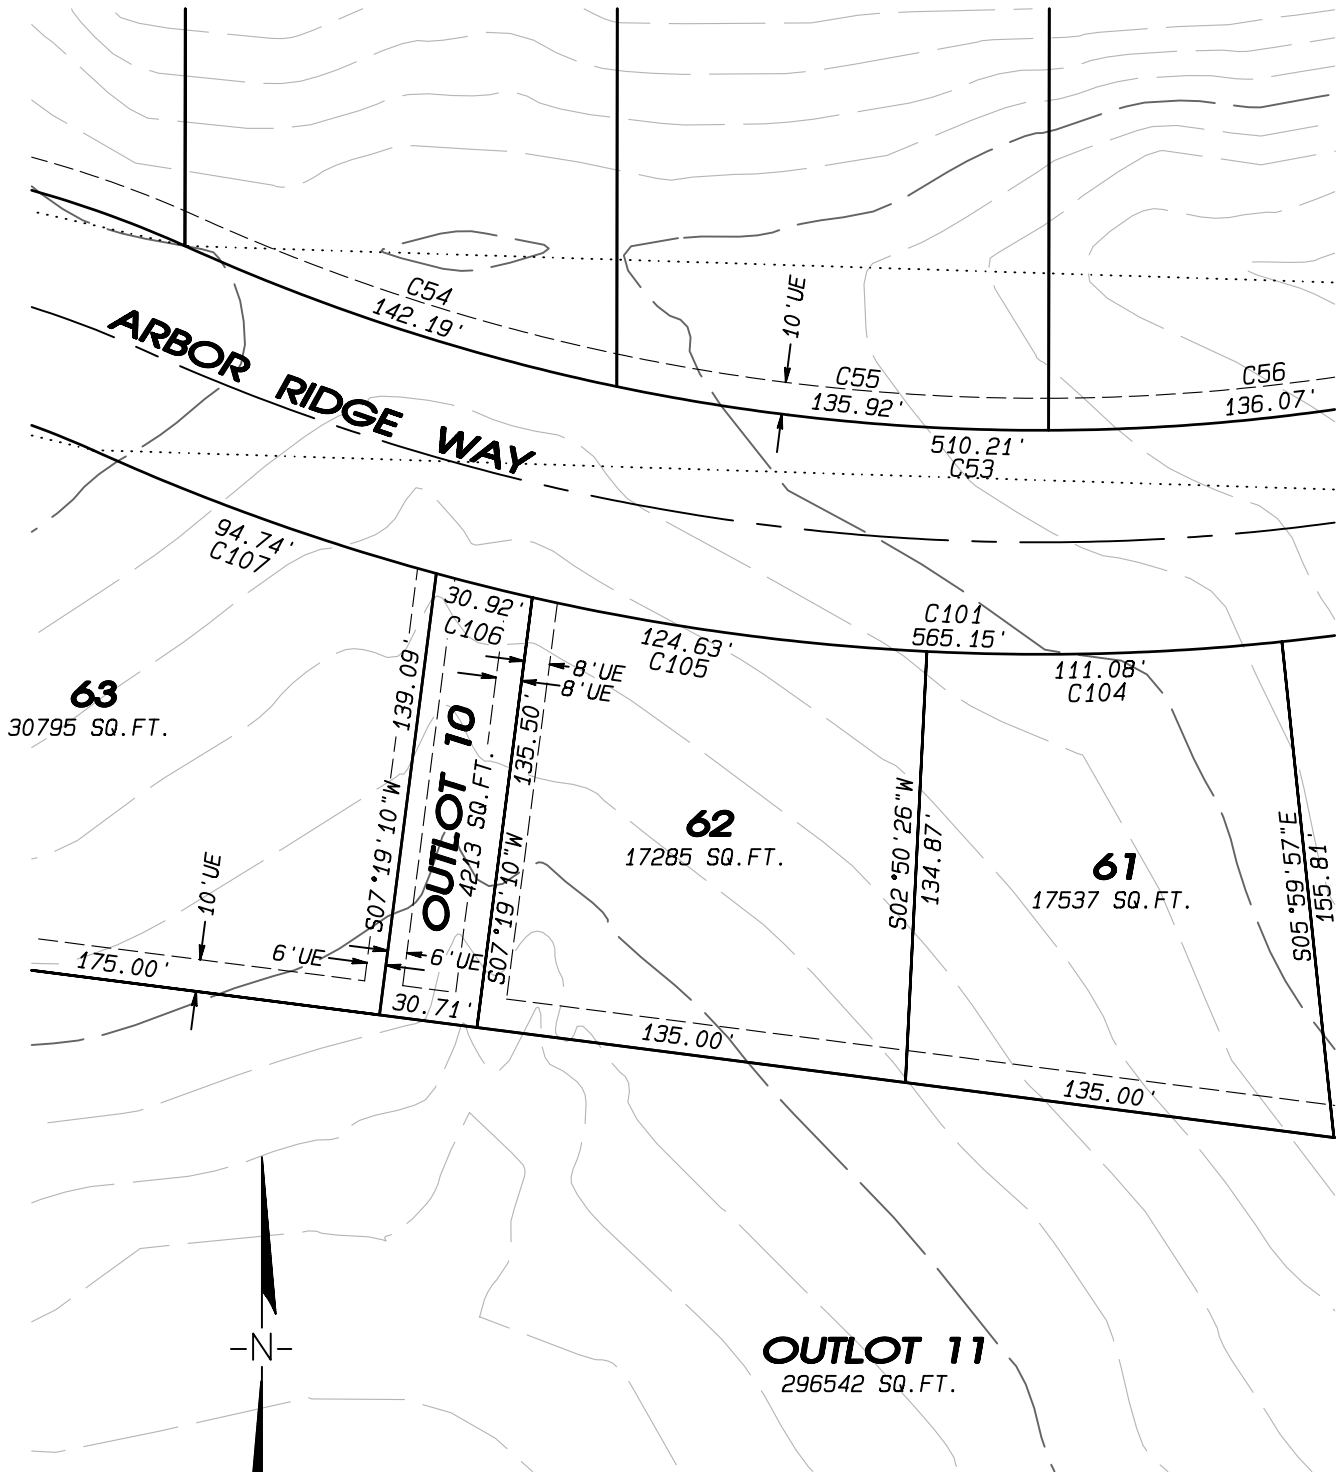 C54
142.19'
10'UE
C55
135.92'
C56
136.07'
ARBOR RIDGE WAY
510.21'
C53
94.74'
C107
30.92'
C106
C101
565.15'
124.63'
C105
111.08'
C104
8'UE
8'UE
63
30795 SQ.FT.
S07°19'10"W 139.09'
OUTLOT 10
4213 SQ.FT.
S07°19'10"W 135.50'
62
17285 SQ.FT.
S02°50'26"W
134.87'
61
17537 SQ.FT.
S05°59'57"E
155.81'
10'UE
175.00'
6'UE
6'UE
30.71'
135.00'
135.00'
-N-
OUTLOT 11
296542 SQ.FT.